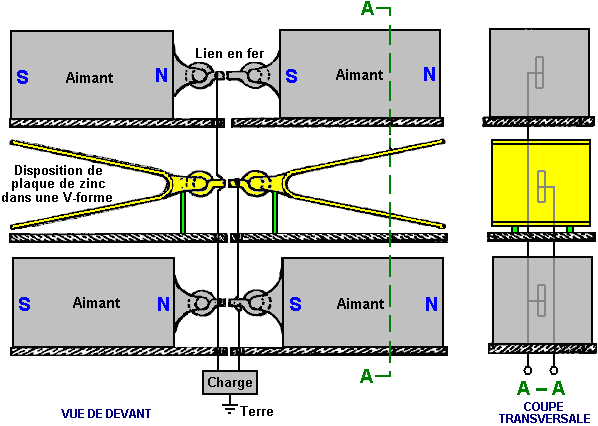 A
Lien en fer
S Aimant N S Aimant N
Disposition de
plaque de zinc
dans une V-forme
S Aimant N S Aimant N
A
Charge
Terre
VUE DE DEVANT
A – A
COUPE
TRANSVERSALE